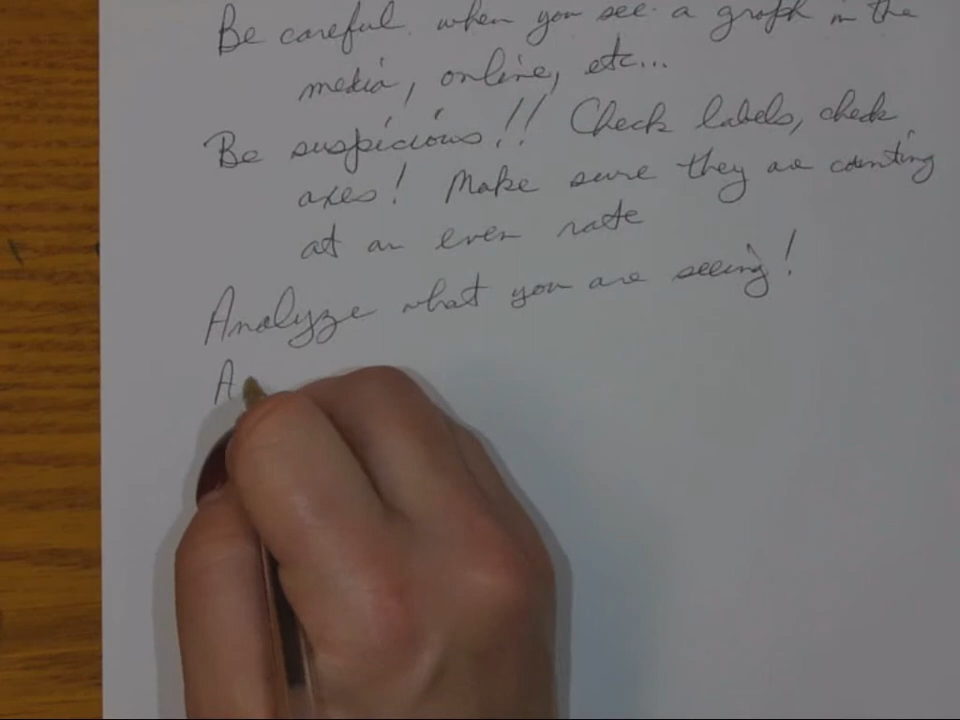 Be careful when you see a graph in the
media, online, etc...
Be suspicious!! Check labels, check
axes! Make sure they are counting
at an even rate
Analyze what you are seeing!
A